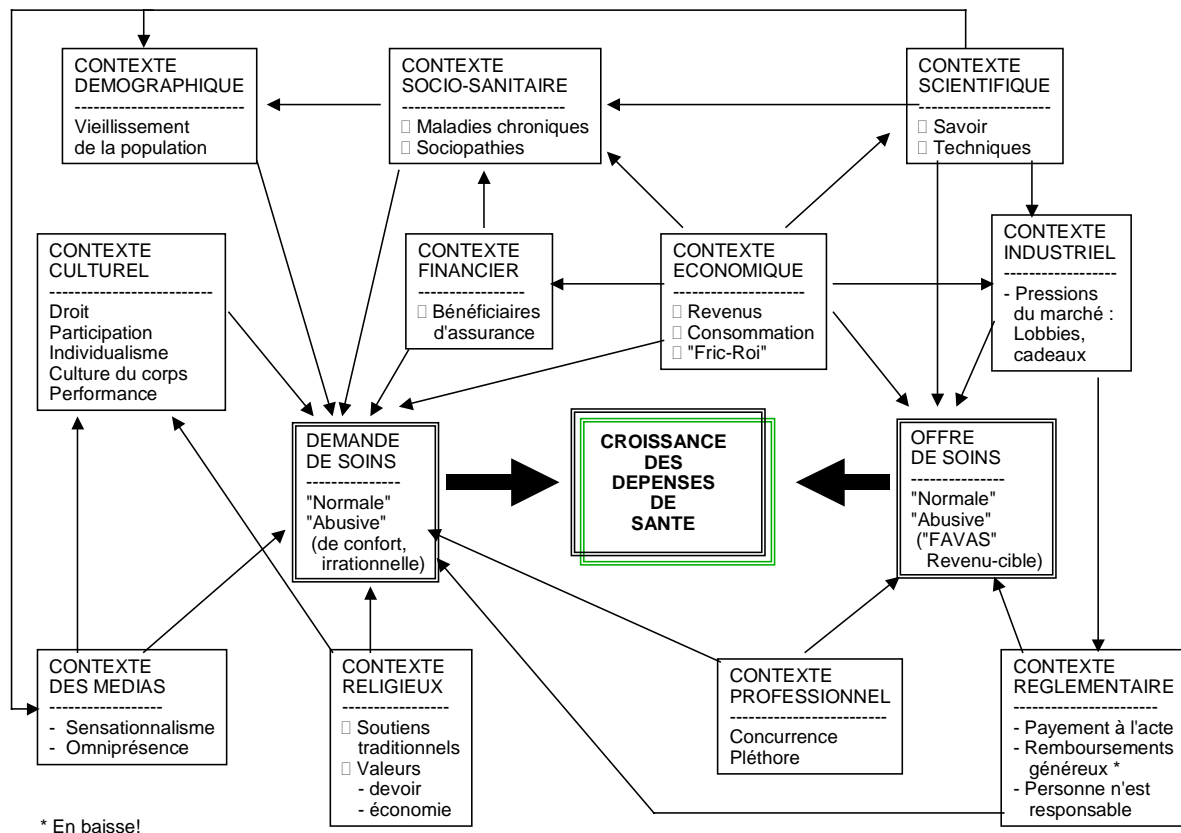 CONTEXTE
DEMOGRAPHIQUE
---------------------------
Vieillissement
de la population
CONTEXTE
SOCIO-SANITAIRE
--------------------------
▯ Maladies chroniques
▯ Sociopathies
CONTEXTE
SCIENTIFIQUE
---------------------
▯ Savoir
▯ Techniques
CONTEXTE
CULTUREL
--------------------------
Droit
Participation
Individualisme
Culture du corps
Performance
CONTEXTE
FINANCIER
------------------
▯ Bénéficiaires
d'assurance
CONTEXTE
ECONOMIQUE
----------------------
▯ Revenus
▯ Consommation
▯ "Fric-Roi"
CONTEXTE
INDUSTRIEL
------------------
- Pressions
du marché :
Lobbies,
cadeaux
DEMANDE
DE SOINS
---------------
"Normale"
"Abusive"
(de confort,
irrationnelle)
CROISSANCE
DES
DEPENSES
DE
SANTE
OFFRE
DE SOINS
---------------
"Normale"
"Abusive"
("FAVAS"
Revenu-cible)
CONTEXTE
DES MEDIAS
--------------------
- Sensationnalisme
- Omniprésence
CONTEXTE
RELIGIEUX
-----------------
▯ Soutiens
traditionnels
▯ Valeurs
- devoir
- économie
CONTEXTE
PROFESSIONNEL
-------------------------
Concurrence
Pléthore
CONTEXTE
REGLEMENTAIRE
-----------------------
- Payement à l'acte
- Remboursements
généreux *
- Personne n'est
responsable
* En baisse!